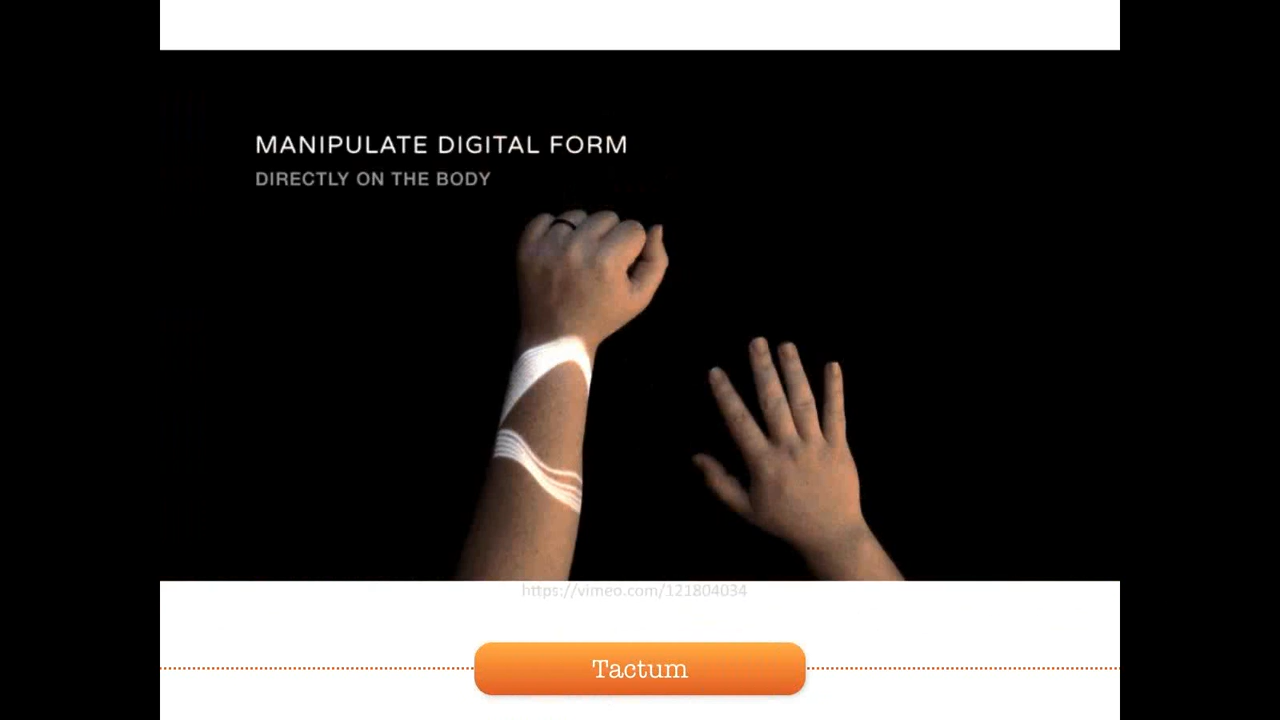 MANIPULATE DIGITAL FORM
DIRECTLY ON THE BODY
https://vimeo.com/121804034
Tactum